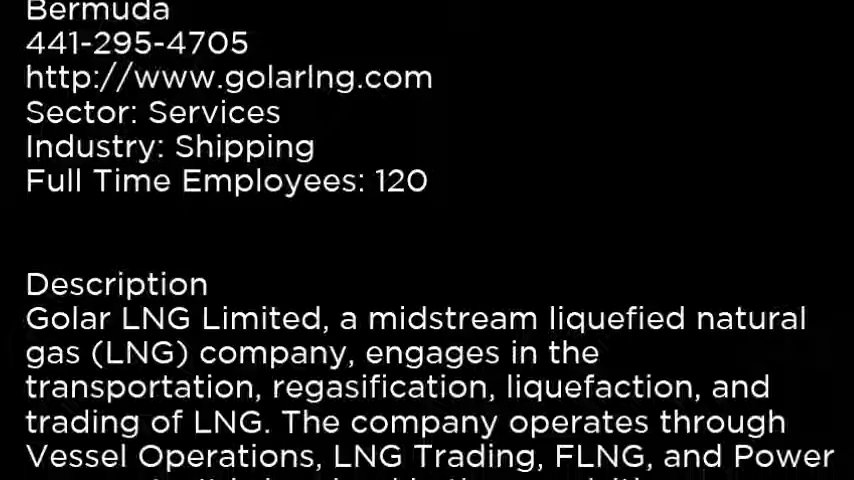 Bermuda
441-295-4705
http://www.golarlng.com
Sector: Services
Industry: Shipping
Full Time Employees: 120
Description
Golar LNG Limited, a midstream liquefied natural
gas (LNG) company, engages in the
transportation, regasification, liquefaction, and
trading of LNG. The company operates through
Vessel Operations, LNG Trading, FLNG, and Power